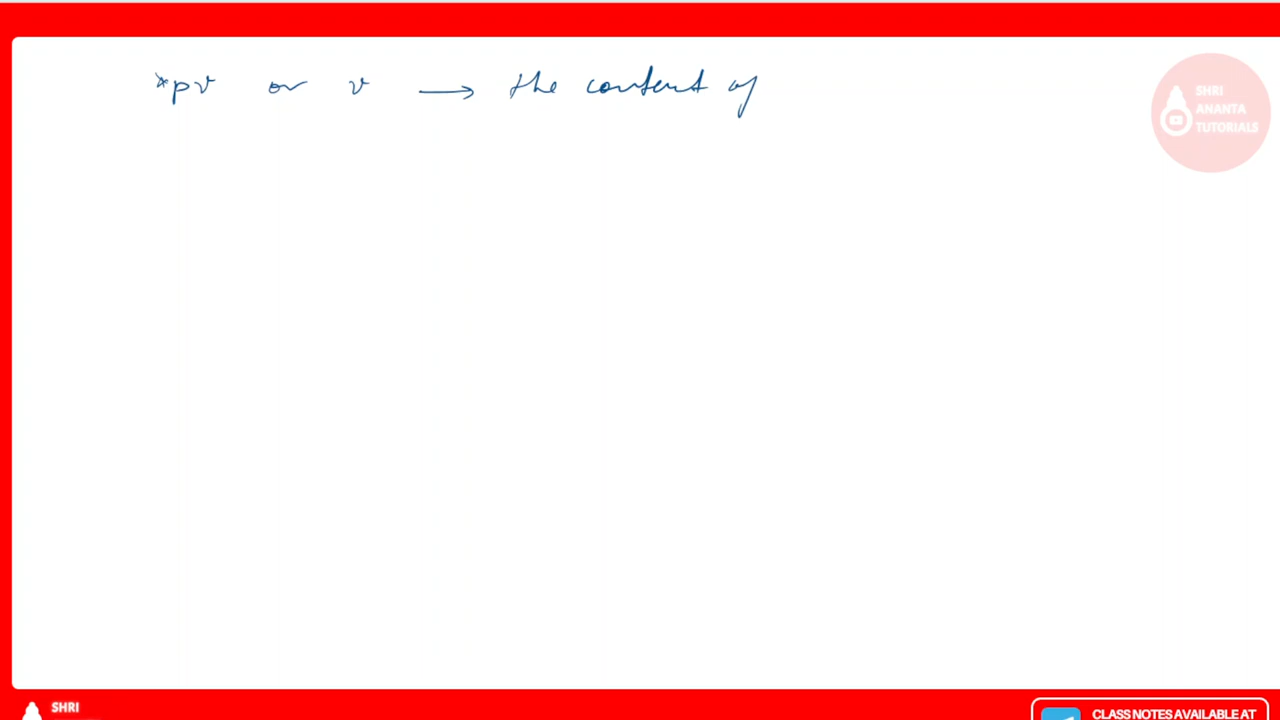 *pv or v → the content of
SHRI
ANANTA
TUTORIALS
SHRI
CLASS NOTES AVAILABLE AT